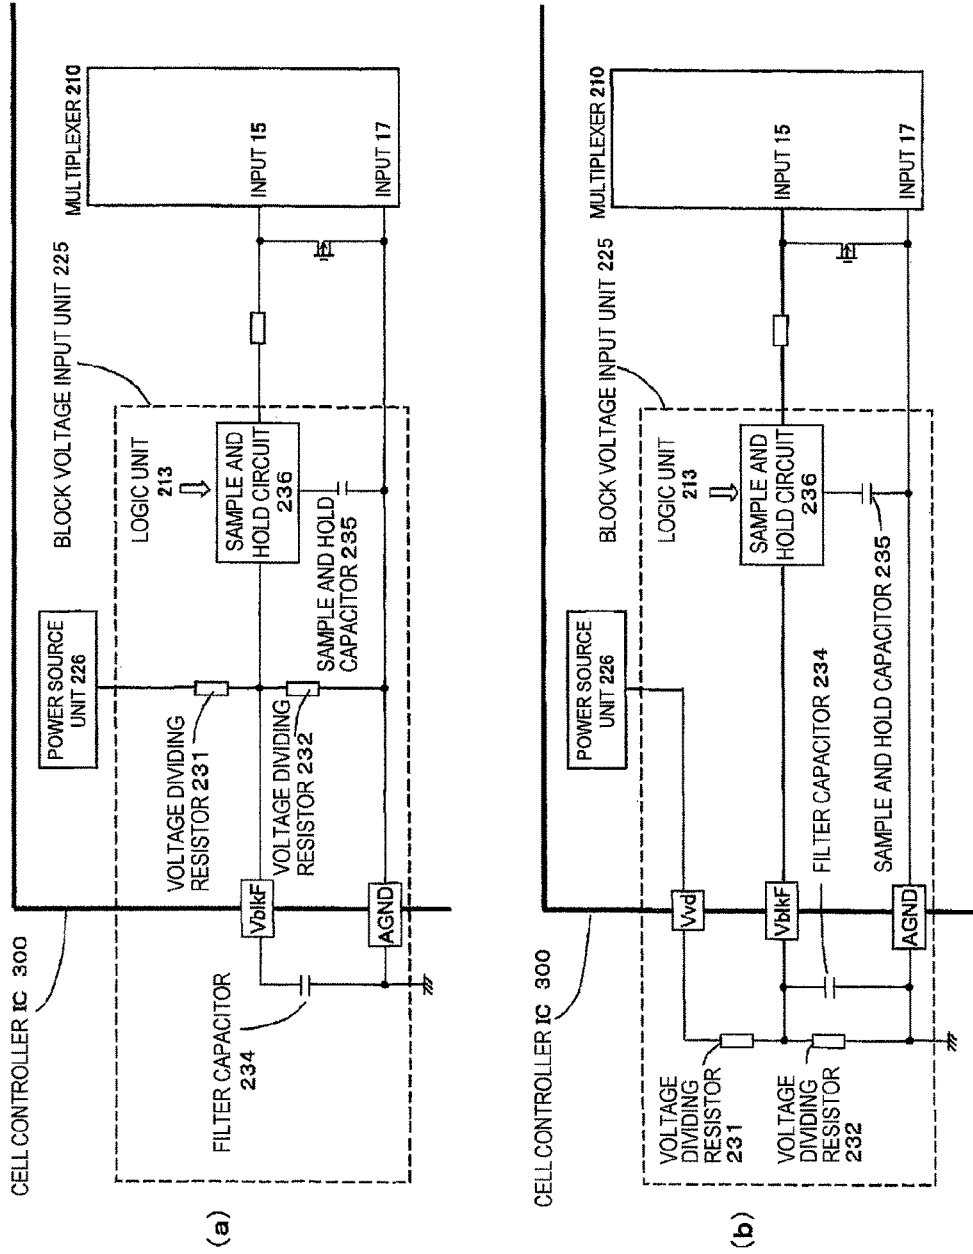 (a)
CELL CONTROLLER IC 300
POWER SOURCE
UNIT 226
BLOCK VOLTAGE INPUT UNIT 225
MULTIPLEXER 210
LOGIC UNIT
213
VOLTAGE DIVIDING
RESISTOR 231
SAMPLE AND
HOLD CIRCUIT
236
INPUT 15
VblkF
VOLTAGE DIVIDING
RESISTOR 232
SAMPLE AND HOLD
CAPACITOR 235
FILTER CAPACITOR
234
AGND
INPUT 17
(b)
CELL CONTROLLER IC 300
POWER SOURCE
UNIT 226
BLOCK VOLTAGE INPUT UNIT 225
MULTIPLEXER 210
LOGIC UNIT
213
Vvd
VOLTAGE
DIVIDING
RESISTOR
231
SAMPLE AND
HOLD CIRCUIT
236
INPUT 15
VblkF
VOLTAGE
DIVIDING
RESISTOR
232
FILTER CAPACITOR 234
SAMPLE AND HOLD CAPACITOR 235
AGND
INPUT 17